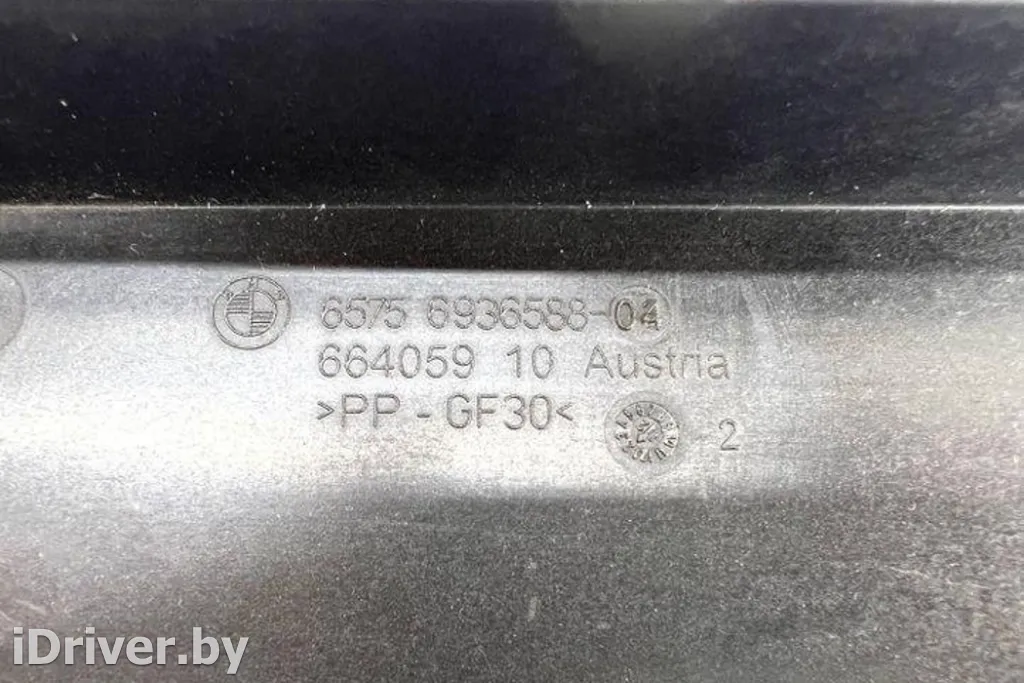 6575 6936588-04
664059 10 Austria
>PP-GF30<
2
iDriver.by